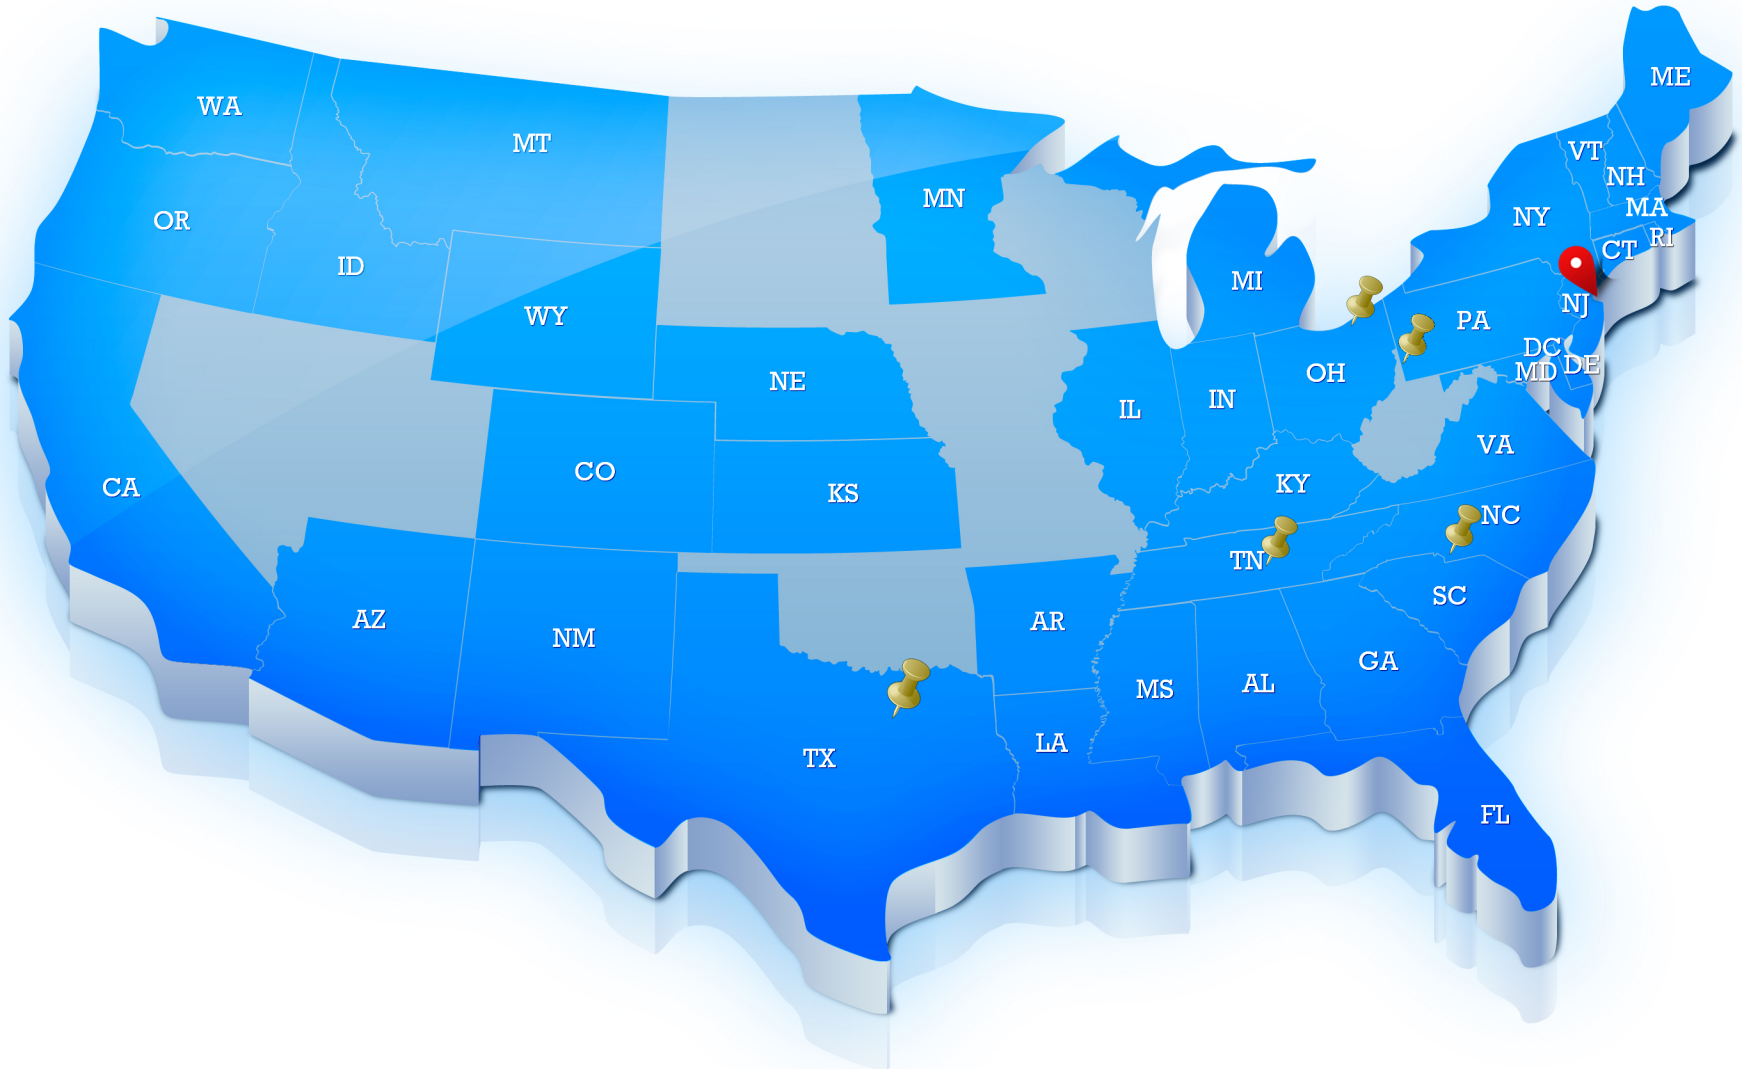 ME
WA
MT
VT
NH
MN
MA
OR
NY
RI
CT
ID
MI
NJ
WY
PA
DC
DE
MD
OH
NE
IN
IL
VA
CO
KY
CA
KS
NC
TN
SC
AZ
AR
NM
GA
AL
MS
LA
TX
FL